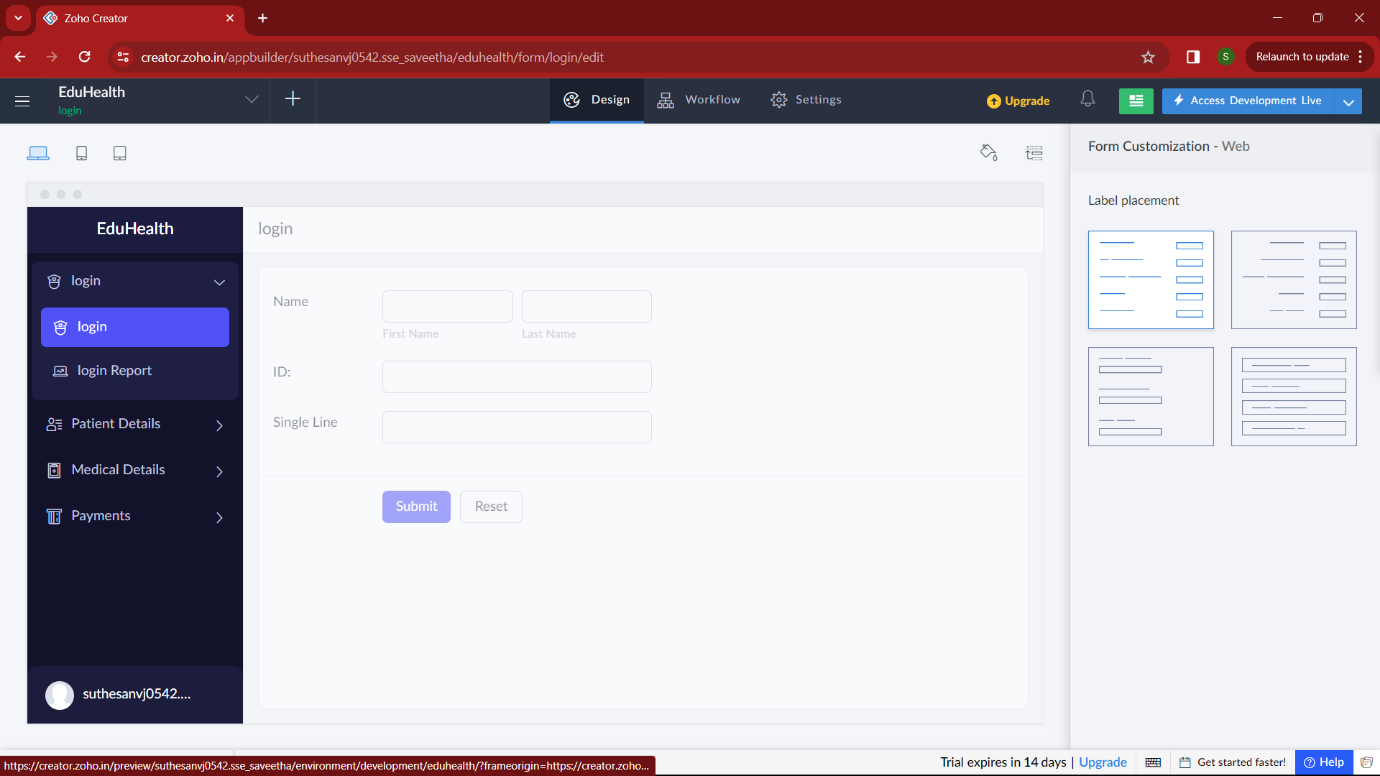 Zoho Creator
creator.zoho.in/appbuilder/suthesanvj0542.sse_saveetha/eduhealth/form/login/edit
S
Relaunch to update
EduHealth
login
Design
Workflow
Settings
Upgrade
Access Development Live
Form Customization - Web
Label placement
EduHealth
login
login
login
login Report
Patient Details
Medical Details
Payments
suthesanvj0542....
Name
First Name
Last Name
ID:
Single Line
Submit
Reset
https://creator.zoho.in/preview/suthesanvj0542.sse_saveetha/environment/development/eduhealth/?frameorigin=https://creator.zoho...
Trial expires in 14 days | Upgrade
Get started faster!
Help